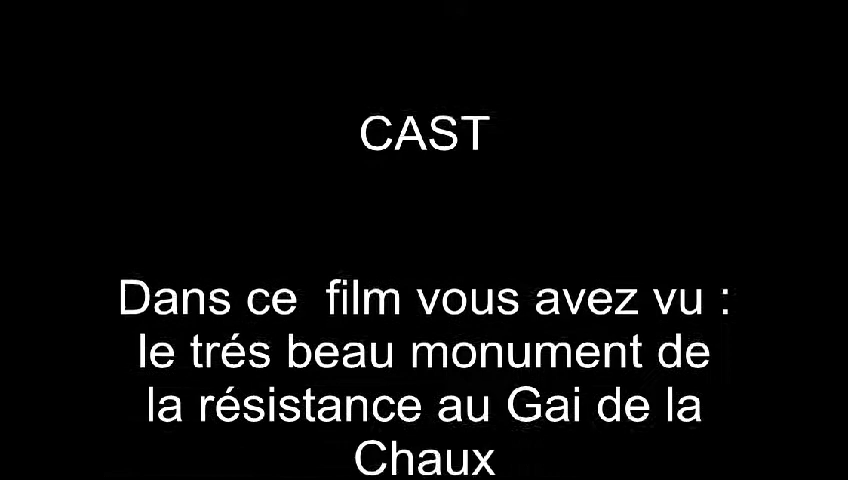 CAST
Dans ce  film vous avez vu :
le trés beau monument de
la résistance au Gai de la
Chaux